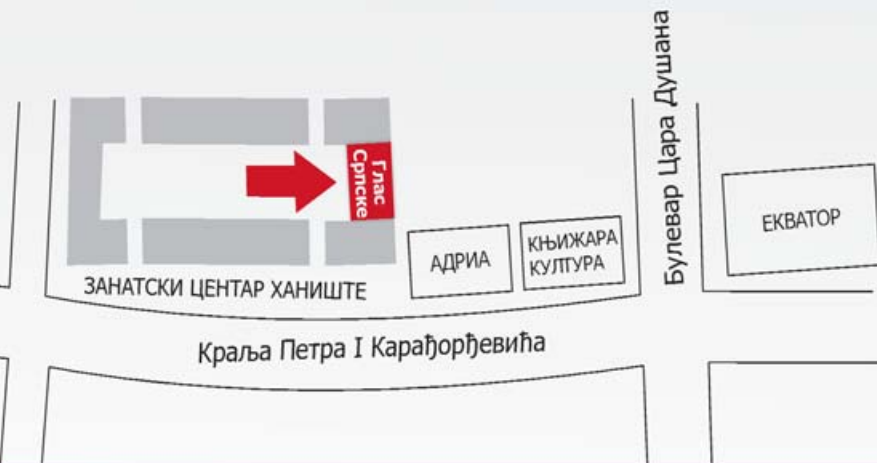 Булевар Цара Душана
Глас
Српске
АДРИА
КЊИЖАРА
КУЛТУРА
ЕКВАТОР
ЗАНАТСКИ ЦЕНТАР ХАНИШТЕ
Краља Петра I Карађорђевића